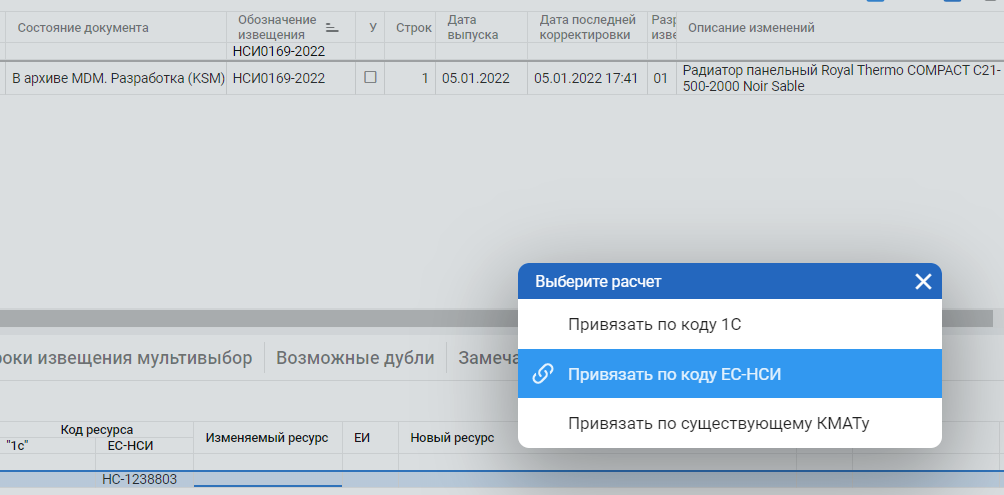 Состояние документа
Обозначение
извещения
У
Строк
Дата
выпуска
Дата последней
корректировки
Разр
изве
Описание изменений
НСИ0169-2022
В архиве MDM. Разработка (KSM)
НСИ0169-2022
1
05.01.2022
05.01.2022 17:41
01
Радиатор панельный Royal Thermo COMPACT C21-
500-2000 Noir Sable
Выберите расчет
Привязать по коду 1С
Привязать по коду ЕС-НСИ
Привязать по существующему КМАТу
роки извещения мультивыбор
Возможные дубли
Замеча
Код ресурса
"1с"
ЕС-НСИ
Изменяемый ресурс
ЕИ
Новый ресурс
НС-1238803